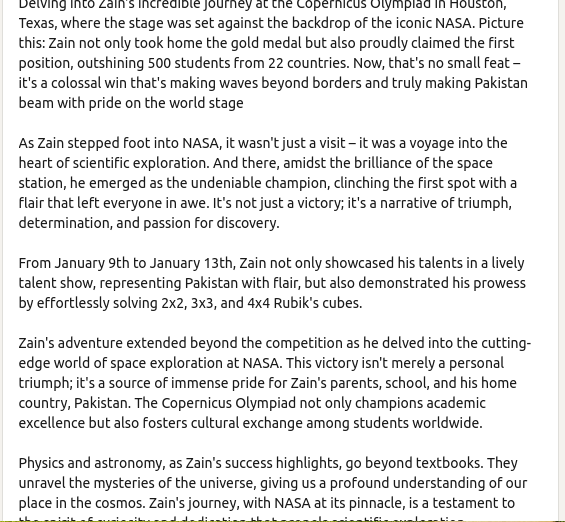 Delving into Zain's incredible journey at the Copernicus Olympiad in Houston,
Texas, where the stage was set against the backdrop of the iconic NASA. Picture
this: Zain not only took home the gold medal but also proudly claimed the first
position, outshining 500 students from 22 countries. Now, that's no small feat –
it's a colossal win that's making waves beyond borders and truly making Pakistan
beam with pride on the world stage
As Zain stepped foot into NASA, it wasn't just a visit – it was a voyage into the
heart of scientific exploration. And there, amidst the brilliance of the space
station, he emerged as the undeniable champion, clinching the first spot with a
flair that left everyone in awe. It's not just a victory; it's a narrative of triumph,
determination, and passion for discovery.
From January 9th to January 13th, Zain not only showcased his talents in a lively
talent show, representing Pakistan with flair, but also demonstrated his prowess
by effortlessly solving 2x2, 3x3, and 4x4 Rubik's cubes.
Zain's adventure extended beyond the competition as he delved into the cutting-
edge world of space exploration at NASA. This victory isn't merely a personal
triumph; it's a source of immense pride for Zain's parents, school, and his home
country, Pakistan. The Copernicus Olympiad not only champions academic
excellence but also fosters cultural exchange among students worldwide.
Physics and astronomy, as Zain's success highlights, go beyond textbooks. They
unravel the mysteries of the universe, giving us a profound understanding of our
place in the cosmos. Zain's journey, with NASA at its pinnacle, is a testament to
the spirit of curiosity and dedication that propels scientific exploration.